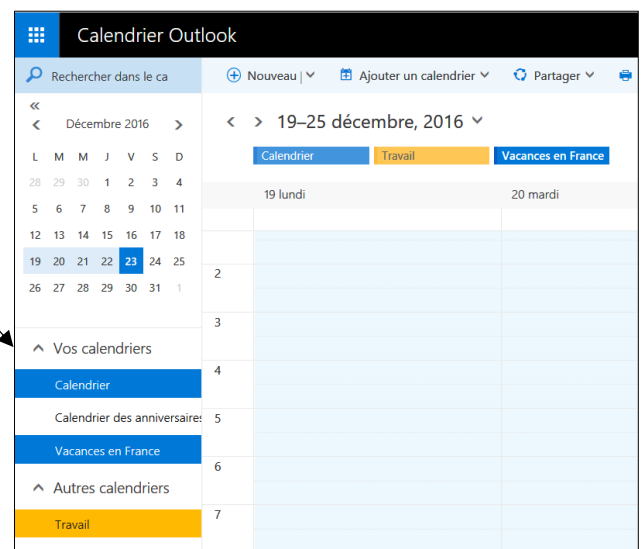 Calendrier Outlook
Rechercher dans le ca
Nouveau | Ajouter un calendrier Partager
Décembre 2016
L M M J V S D
28 29 30 1 2 3 4
5 6 7 8 9 10 11
12 13 14 15 16 17 18
19 20 21 22 23 24 25
26 27 28 29 30 31 1
Vos calendriers
Calendrier
Calendrier des anniversaires
Vacances en France
Autres calendriers
Travail
19–25 décembre, 2016
Calendrier Travail Vacances en France
19 lundi 20 mardi
2
3
4
5
6
7